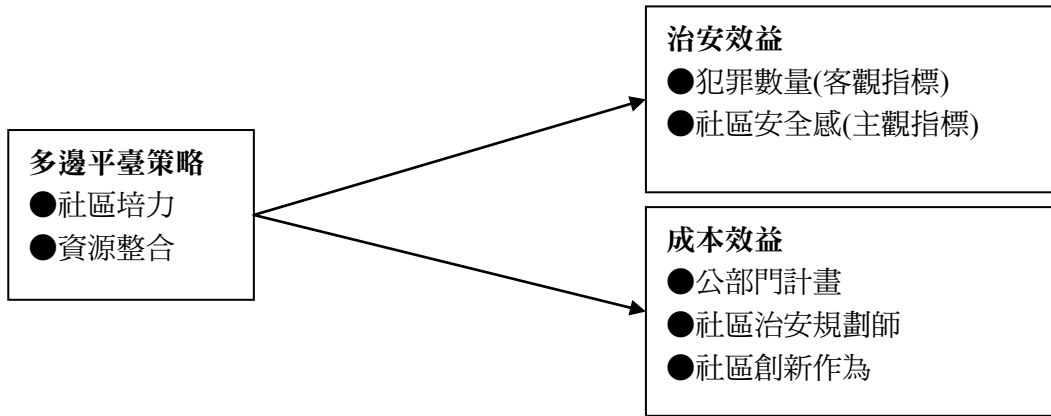 多邊平臺策略
●社區培力
●資源整合
治安效益
●犯罪數量(客觀指標)
●社區安全感(主觀指標)
成本效益
●公部門計畫
●社區治安規劃師
●社區創新作為